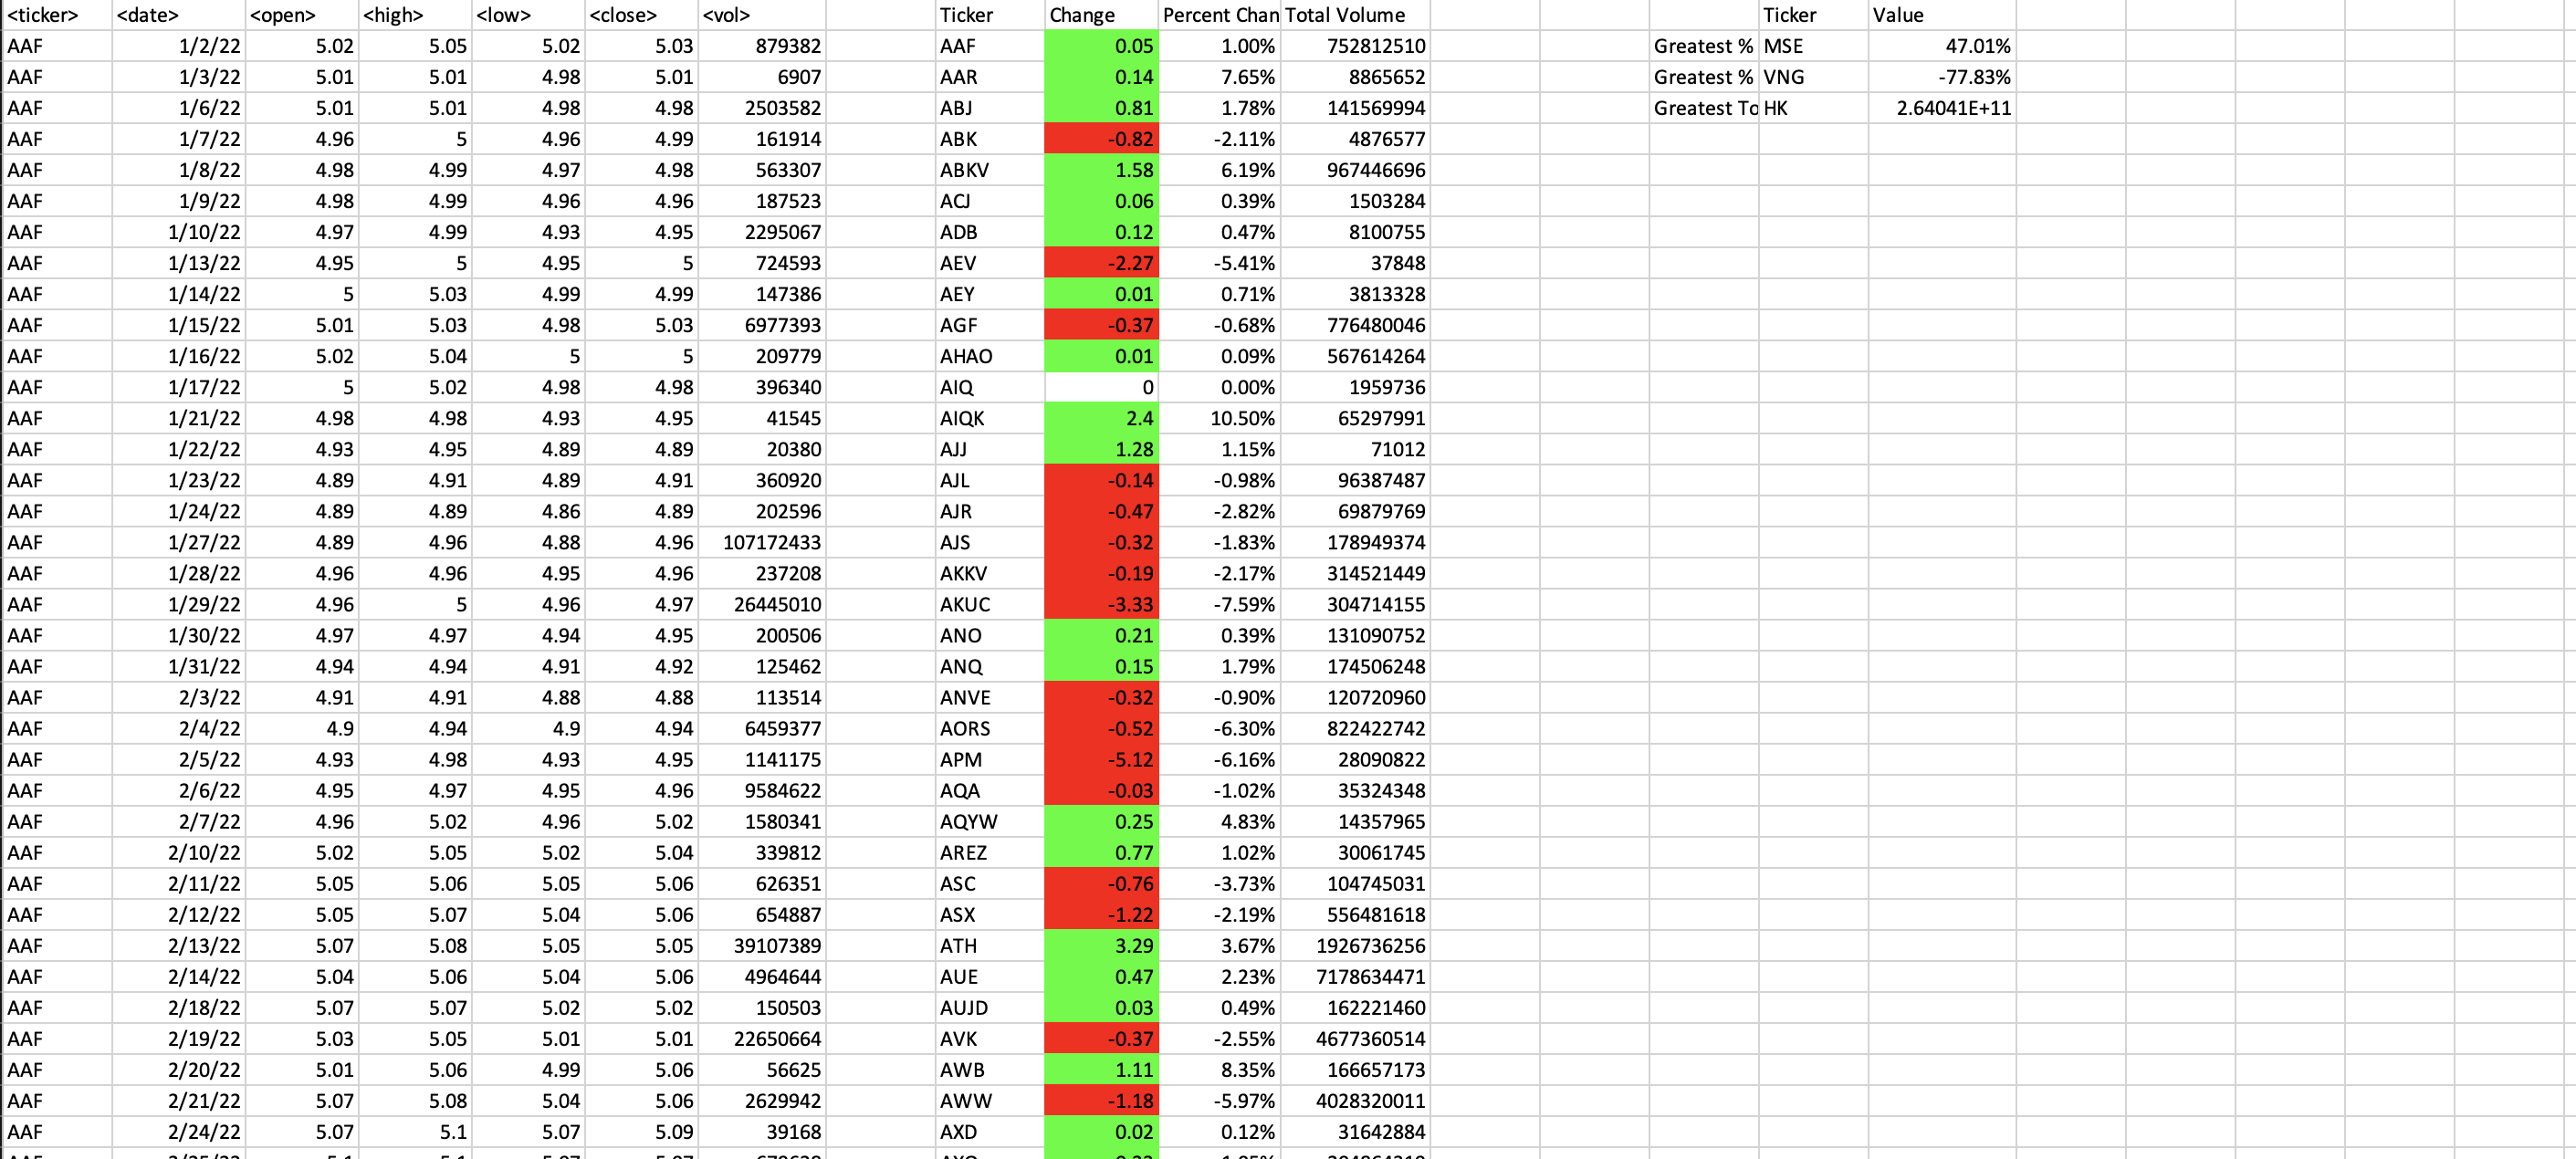 <ticker> <date> <open> <high> <low> <close> <vol> Ticker Change Percent Chan Total Volume Ticker Value
AAF 1/2/22 5.02 5.05 5.02 5.03 879382 AAF 0.05 1.00% 752812510 Greatest % MSE 47.01%
AAF 1/3/22 5.01 5.01 4.98 5.01 6907 AAR 0.14 7.65% 8865652 Greatest % VNG -77.83%
AAF 1/6/22 5.01 5.01 4.98 4.98 2503582 ABJ 0.81 1.78% 141569994 Greatest To HK 2.64041E+11
AAF 1/7/22 4.96 5 4.96 4.99 161914 ABK -0.82 -2.11% 4876577
AAF 1/8/22 4.98 4.99 4.97 4.98 563307 ABKV 1.58 6.19% 967446696
AAF 1/9/22 4.98 4.99 4.96 4.96 187523 ACJ 0.06 0.39% 1503284
AAF 1/10/22 4.97 4.99 4.93 4.95 2295067 ADB 0.12 0.47% 8100755
AAF 1/13/22 4.95 5 4.95 5 724593 AEV -2.27 -5.41% 37848
AAF 1/14/22 5 5.03 4.99 4.99 147386 AEY 0.01 0.71% 3813328
AAF 1/15/22 5.01 5.03 4.98 5.03 6977393 AGF -0.37 -0.68% 776480046
AAF 1/16/22 5.02 5.04 5 5 209779 AHAO 0.01 0.09% 567614264
AAF 1/17/22 5 5.02 4.98 4.98 396340 AIQ 0 0.00% 1959736
AAF 1/21/22 4.98 4.98 4.93 4.95 41545 AIQK 2.4 10.50% 65297991
AAF 1/22/22 4.93 4.95 4.89 4.89 20380 AJJ 1.28 1.15% 71012
AAF 1/23/22 4.89 4.91 4.89 4.91 360920 AJL -0.14 -0.98% 96387487
AAF 1/24/22 4.89 4.89 4.86 4.89 202596 AJR -0.47 -2.82% 69879769
AAF 1/27/22 4.89 4.96 4.88 4.96 107172433 AJS -0.32 -1.83% 178949374
AAF 1/28/22 4.96 4.96 4.95 4.96 237208 AKKV -0.19 -2.17% 314521449
AAF 1/29/22 4.96 5 4.96 4.97 26445010 AKUC -3.33 -7.59% 304714155
AAF 1/30/22 4.97 4.97 4.94 4.95 200506 ANO 0.21 0.39% 131090752
AAF 1/31/22 4.94 4.94 4.91 4.92 125462 ANQ 0.15 1.79% 174506248
AAF 2/3/22 4.91 4.91 4.88 4.88 113514 ANVE -0.32 -0.90% 120720960
AAF 2/4/22 4.9 4.94 4.9 4.94 6459377 AORS -0.52 -6.30% 822422742
AAF 2/5/22 4.93 4.98 4.93 4.95 1141175 APM -5.12 -6.16% 28090822
AAF 2/6/22 4.95 4.97 4.95 4.96 9584622 AQA -0.03 -1.02% 35324348
AAF 2/7/22 4.96 5.02 4.96 5.02 1580341 AQYW 0.25 4.83% 14357965
AAF 2/10/22 5.02 5.05 5.02 5.04 339812 AREZ 0.77 1.02% 30061745
AAF 2/11/22 5.05 5.06 5.05 5.06 626351 ASC -0.76 -3.73% 104745031
AAF 2/12/22 5.05 5.07 5.04 5.06 654887 ASX -1.22 -2.19% 556481618
AAF 2/13/22 5.07 5.08 5.05 5.05 39107389 ATH 3.29 3.67% 1926736256
AAF 2/14/22 5.04 5.06 5.04 5.06 4964644 AUE 0.47 2.23% 7178634471
AAF 2/18/22 5.07 5.07 5.02 5.02 150503 AUJD 0.03 0.49% 162221460
AAF 2/19/22 5.03 5.05 5.01 5.01 22650664 AVK -0.37 -2.55% 4677360514
AAF 2/20/22 5.01 5.06 4.99 5.06 56625 AWB 1.11 8.35% 166657173
AAF 2/21/22 5.07 5.08 5.04 5.06 2629942 AWW -1.18 -5.97% 4028320011
AAF 2/24/22 5.07 5.1 5.07 5.09 39168 AXD 0.02 0.12% 31642884